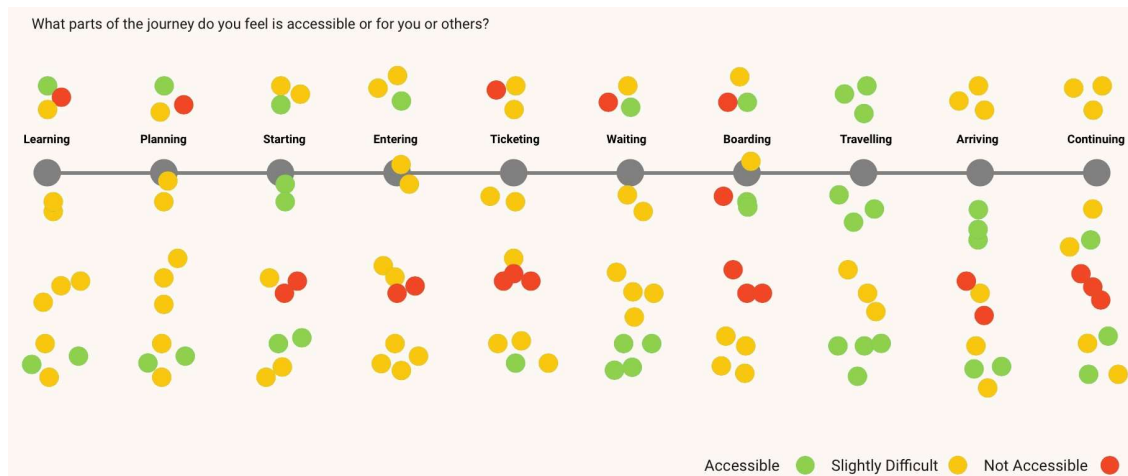 What parts of the journey do you feel is accessible or for you or others?
Learning Planning Starting Entering Ticketing Waiting Boarding Travelling Arriving Continuing
Accessible Slightly Difficult Not Accessible